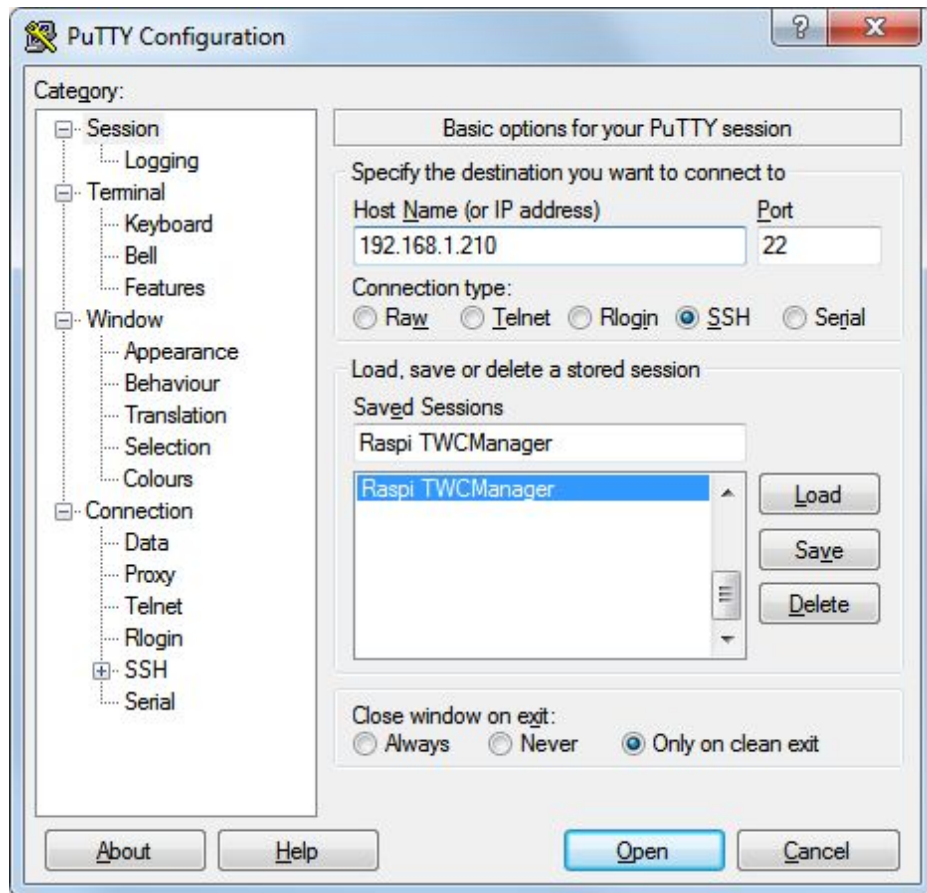 PuTTY Configuration
Category:
Session
Logging
Terminal
Keyboard
Bell
Features
Window
Appearance
Behaviour
Translation
Selection
Colours
Connection
Data
Proxy
Telnet
Rlogin
SSH
Serial
Basic options for your PuTTY session
Specify the destination you want to connect to
Host Name (or IP address) Port
192.168.1.210 22
Connection type:
Raw Telnet Rlogin SSH Serial
Load, save or delete a stored session
Saved Sessions
Raspi TWCManager
Raspi TWCManager
Load
Save
Delete
Close window on exit:
Always Never Only on clean exit
About Help Open Cancel